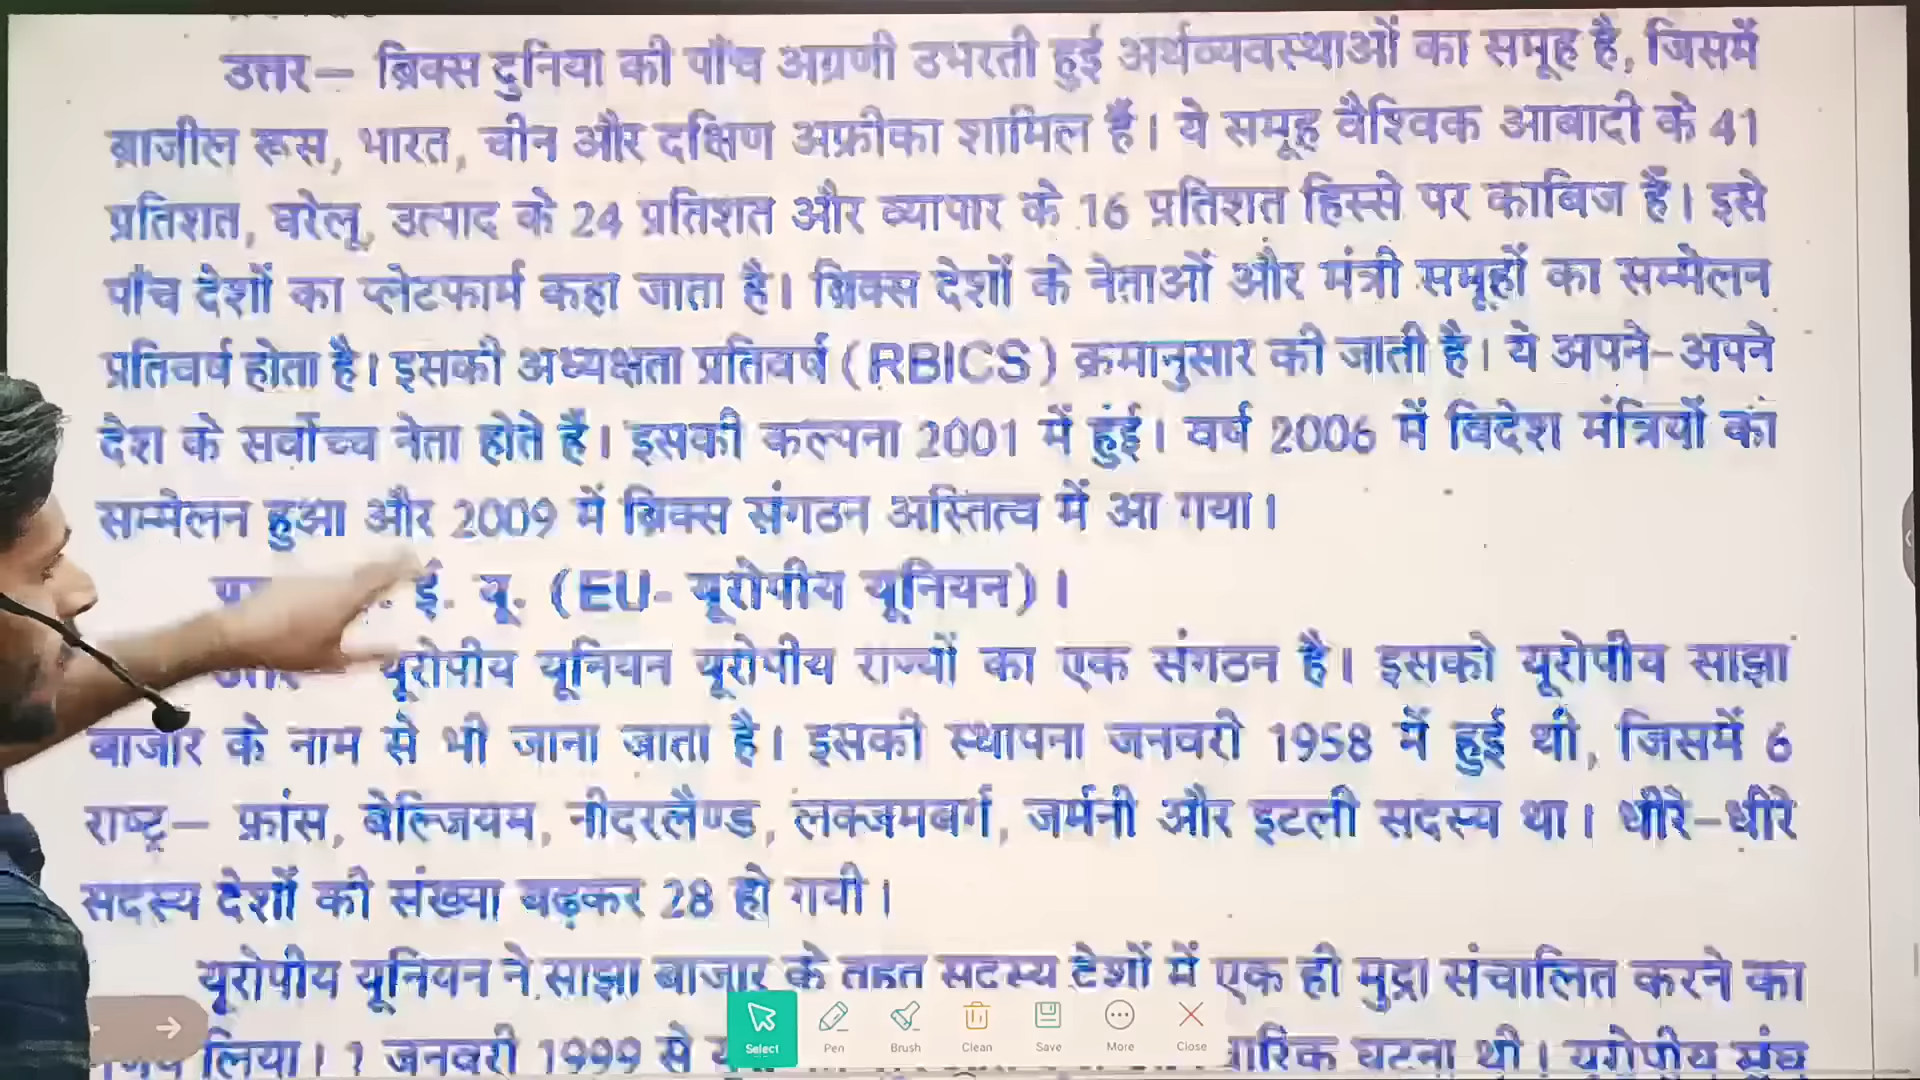 उत्तर— ब्रिक्स दुनिया की पाँच अग्रणी उभरती हुई अर्थव्यवस्थाओं का समूह है, जिसमें
ब्राजील रूस, भारत, चीन और दक्षिण अफ्रीका शामिल हैं। ये समूह वैश्विक आबादी के 41
प्रतिशत, घरेलू, उत्पाद के 24 प्रतिशत और व्यापार के 16 प्रतिशत हिस्से पर काबिज हैं। इसे
पाँच देशों का प्लेटफार्म कहा जाता है। ब्रिक्स देशों के नेताओं और मंत्री समूहों का सम्मेलन
प्रतिवर्ष होता है। इसकी अध्यक्षता प्रतिवर्ष (RBICS) क्रमानुसार की जाती है। ये अपने-अपने
देश के सर्वोच्च नेता होते हैं। इसकी कल्पना 2001 में हुई। वर्ष 2006 में विदेश मंत्रियों का
सम्मेलन हुआ और 2009 में ब्रिक्स संगठन अस्तित्व में आ गया।
ई. यू. (EU- यूरोपीय यूनियन)।
यूरोपीय यूनियन यूरोपीय राज्यों का एक संगठन है। इसको यूरोपीय साझा
बाजार के नाम से भी जाना जाता है। इसकी स्थापना जनवरी 1958 में हुई थी, जिसमें 6
राष्ट्र— फ्रांस, बेल्जियम, नीदरलैण्ड, लक्जमबर्ग, जर्मनी और इटली सदस्य था। धीरे-धीरे
सदस्य देशों की संख्या बढ़कर 28 हो गयी।
यूरोपीय यूनियन ने साझा बाजार के तहत सदस्य देशों में एक ही मुद्रा संचालित करने का
लिया। 1 जनवरी 1999 से घटना थी। यूरोपीय संघ
Select Pen Brush Clean Save More Close